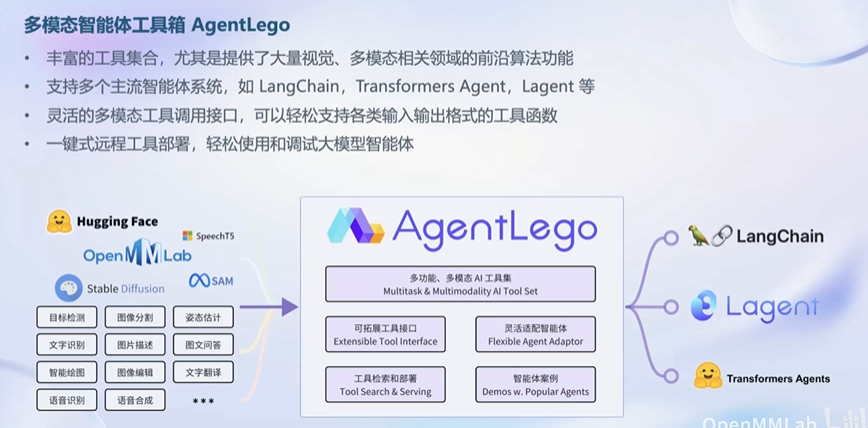 多模态智能体工具箱 AgentLego
• 丰富的工具集合，尤其是提供了大量视觉、多模态相关领域的前沿算法功能
• 支持多个主流智能体系统，如 LangChain，Transformers Agent，Lagent 等
• 灵活的多模态工具调用接口，可以轻松支持各类输入输出格式的工具函数
• 一键式远程工具部署，轻松使用和调试大模型智能体
Hugging Face
SpeechT5
OpenMMLab
Stable Diffusion
SAM
目标检测 图像分割 姿态估计
文字识别 图片描述 图文问答
智能绘图 图像编辑 文字翻译
语音识别 语音合成 •••
AgentLego
多功能、多模态 AI 工具集
Multitask & Multimodality AI Tool Set
可拓展工具接口
Extensible Tool Interface
灵活适配智能体
Flexible Agent Adaptor
工具检索和部署
Tool Search & Serving
智能体案例
Demos w. Popular Agents
LangChain
Lagent
Transformers Agents
OpenMMLab